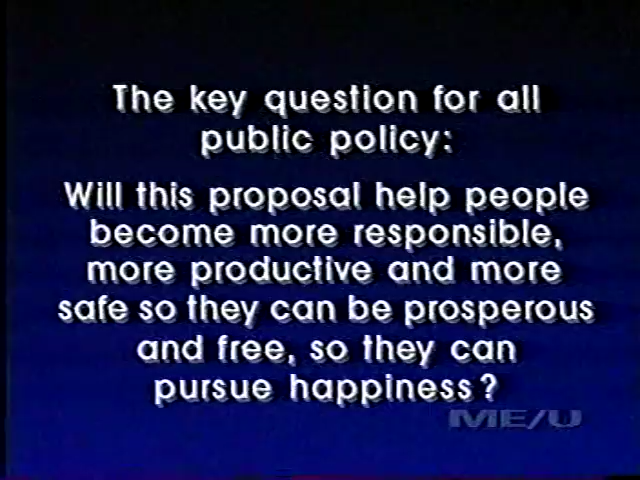 The key question for all
public policy:
Will this proposal help people
become more responsible,
more productive and more
safe so they can be prosperous
and free, so they can
pursue happiness?
ME/U